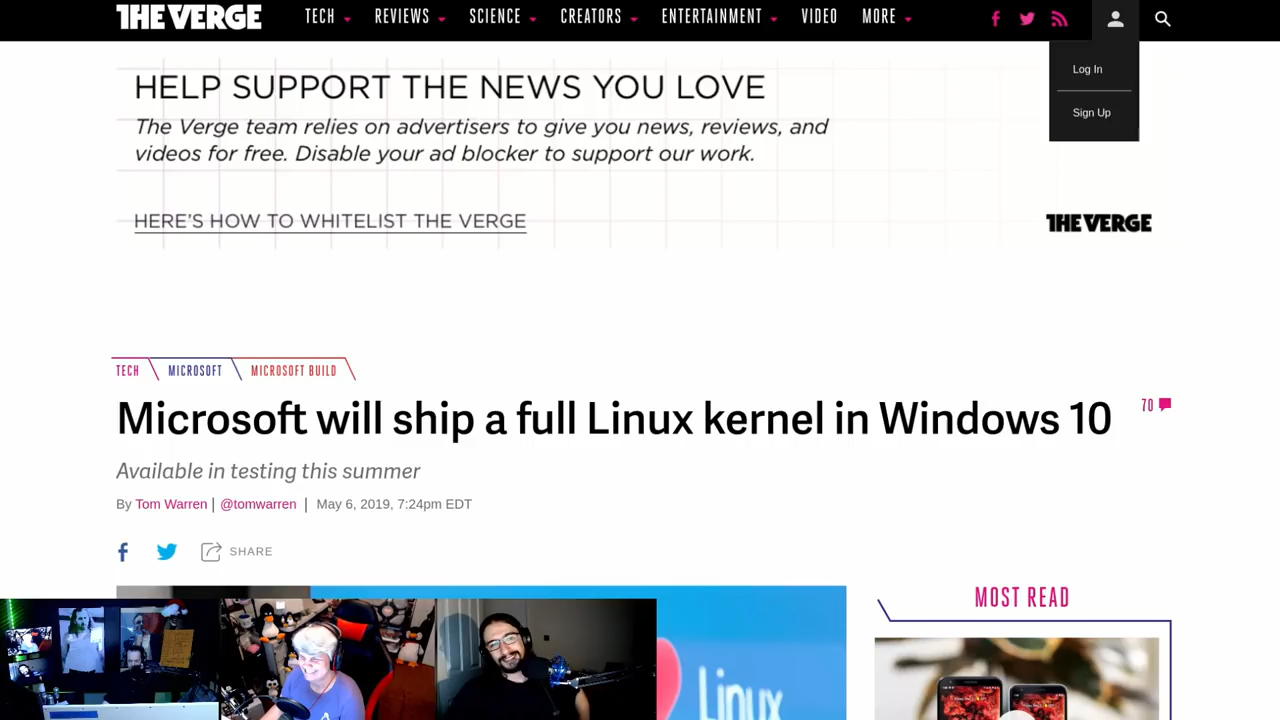 THE VERGE
TECH REVIEWS SCIENCE CREATORS ENTERTAINMENT VIDEO MORE
Log In
Sign Up
HELP SUPPORT THE NEWS YOU LOVE
The Verge team relies on advertisers to give you news, reviews, and
videos for free. Disable your ad blocker to support our work.
HERE'S HOW TO WHITELIST THE VERGE
THE VERGE
TECH MICROSOFT MICROSOFT BUILD
Microsoft will ship a full Linux kernel in Windows 10
70
Available in testing this summer
By Tom Warren | @tomwarren | May 6, 2019, 7:24pm EDT
SHARE
MOST READ
Linux